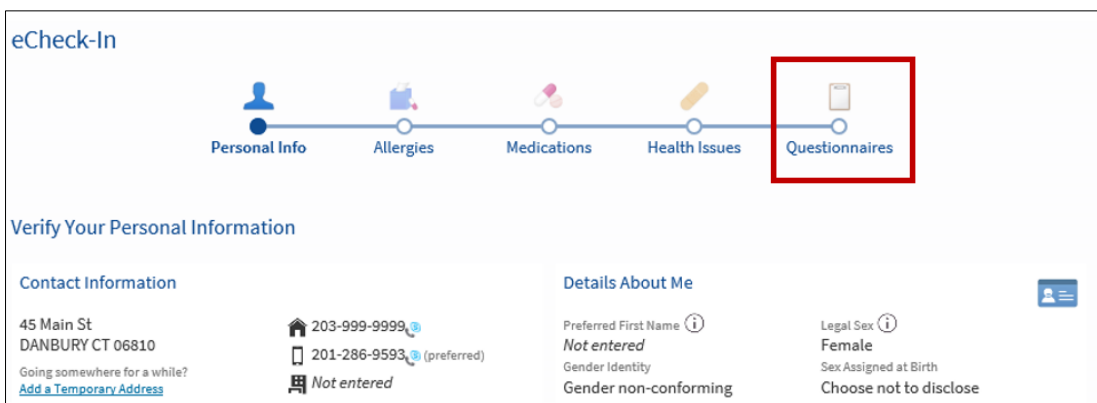 eCheck-In
Personal Info
Allergies
Medications
Health Issues
Questionnaires
Verify Your Personal Information
Contact Information
45 Main St
DANBURY CT 06810
Going somewhere for a while?
Add a Temporary Address
203-999-9999
201-286-9593 (preferred)
Not entered
Details About Me
Preferred First Name
Not entered
Gender Identity
Gender non-conforming
Legal Sex
Female
Sex Assigned at Birth
Choose not to disclose